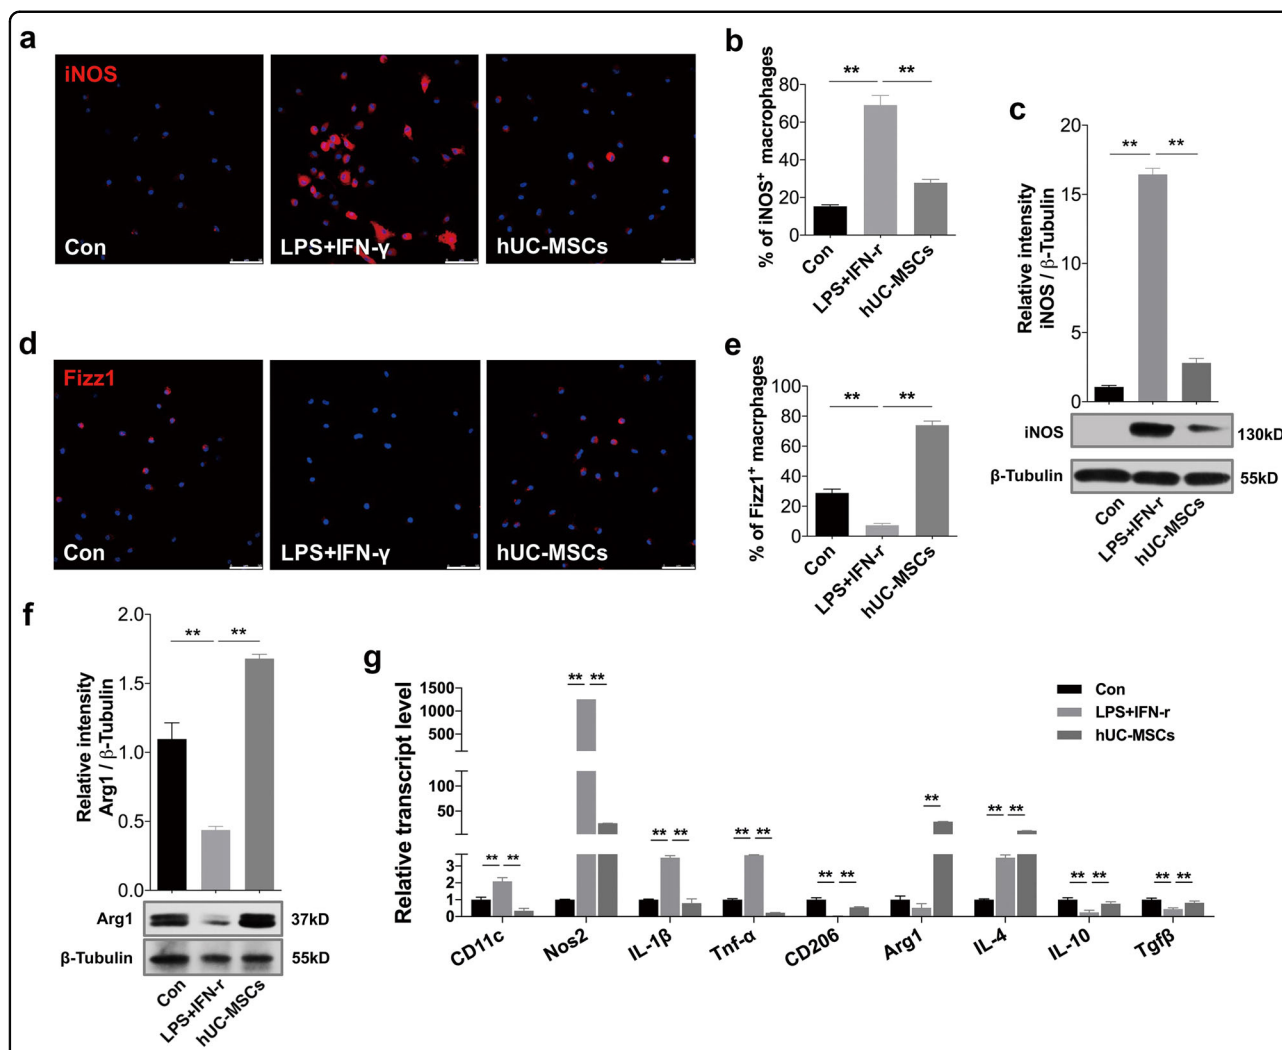 a
iNOS
Con
LPS+IFN-γ
hUC-MSCs
b
% of iNOS+ macrophages
80
60
40
20
0
**
**
Con
LPS+IFN-r
hUC-MSCs
c
Relative intensity
iNOS / β-Tubulin
20
15
10
5
0
**
**
iNOS
130kD
β-Tubulin
55kD
Con
LPS+IFN-r
hUC-MSCs
d
Fizz1
Con
LPS+IFN-γ
hUC-MSCs
e
% of Fizz1+ macrphages
100
80
60
40
20
0
**
**
Con
LPS+IFN-r
hUC-MSCs
f
Relative intensity
Arg1 / β-Tubulin
2.0
1.5
1.0
0.5
0.0
**
**
Arg1
37kD
β-Tubulin
55kD
Con
LPS+IFN-r
hUC-MSCs
g
Relative transcript level
1500
1000
500
100
50
3
2
1
0
** **
** **
** **
** **
** **
**
** **
** **
** **
CD11c
Nos2
IL-1β
Tnf-α
CD206
Arg1
IL-4
IL-10
Tgfβ
Con
LPS+IFN-r
hUC-MSCs